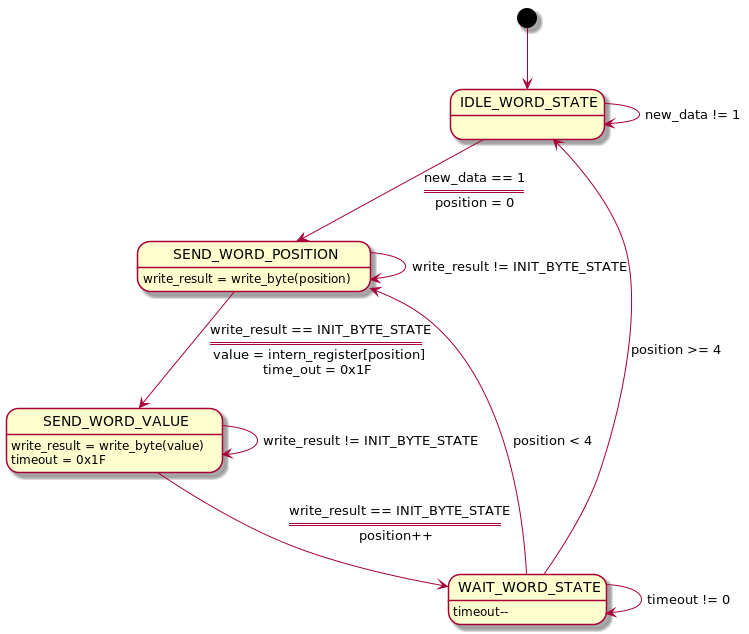 IDLE_WORD_STATE
new_data != 1
new_data == 1
position = 0
SEND_WORD_POSITION
write_result = write_byte(position)
write_result != INIT_BYTE_STATE
write_result == INIT_BYTE_STATE
value = intern_register[position]
time_out = 0x1F
position >= 4
SEND_WORD_VALUE
write_result = write_byte(value)
timeout = 0x1F
write_result != INIT_BYTE_STATE
position < 4
write_result == INIT_BYTE_STATE
position++
WAIT_WORD_STATE
timeout--
timeout != 0